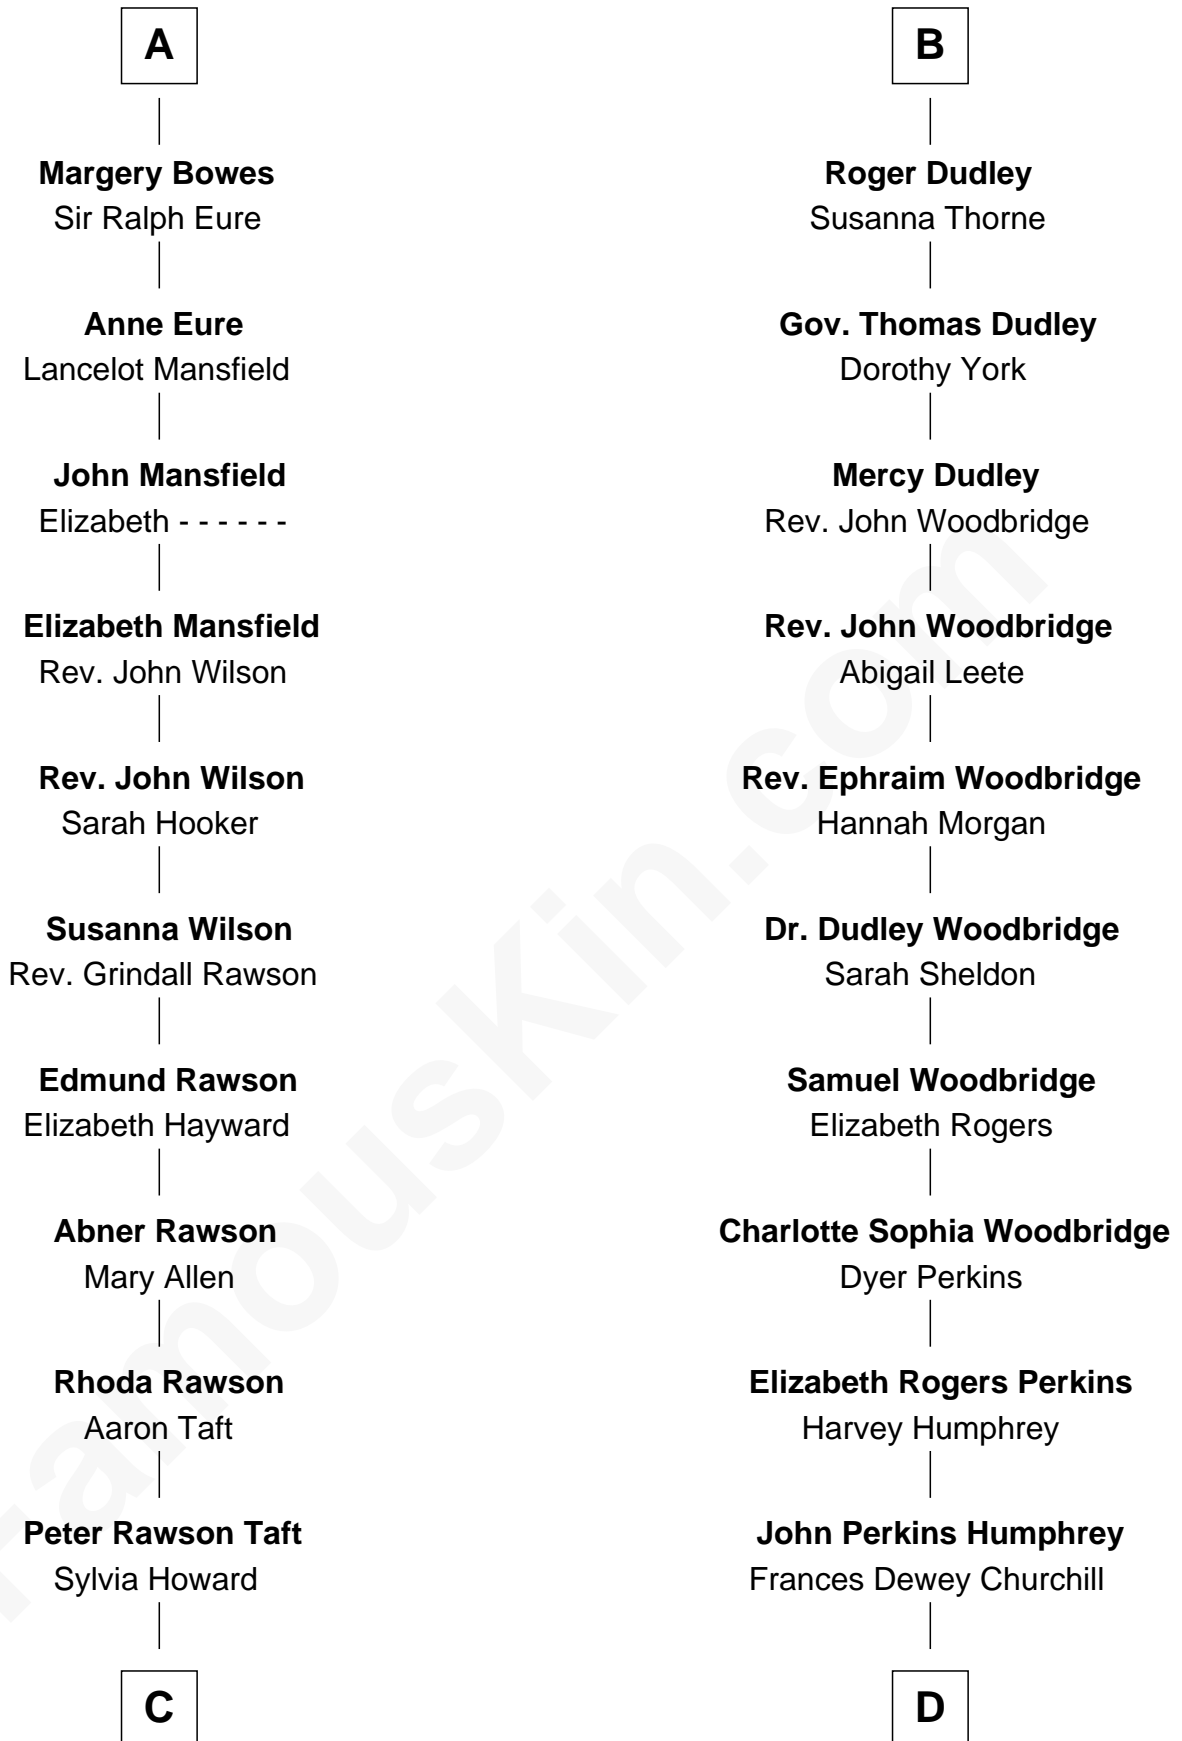 A
Margery Bowes
Sir Ralph Eure
Anne Eure
Lancelot Mansfield
John Mansfield
Elizabeth - - - - - -
Elizabeth Mansfield
Rev. John Wilson
Rev. John Wilson
Sarah Hooker
Susanna Wilson
Rev. Grindall Rawson
Edmund Rawson
Elizabeth Hayward
Abner Rawson
Mary Allen
Rhoda Rawson
Aaron Taft
Peter Rawson Taft
Sylvia Howard
C
B
Roger Dudley
Susanna Thorne
Gov. Thomas Dudley
Dorothy York
Mercy Dudley
Rev. John Woodbridge
Rev. John Woodbridge
Abigail Leete
Rev. Ephraim Woodbridge
Hannah Morgan
Dr. Dudley Woodbridge
Sarah Sheldon
Samuel Woodbridge
Elizabeth Rogers
Charlotte Sophia Woodbridge
Dyer Perkins
Elizabeth Rogers Perkins
Harvey Humphrey
John Perkins Humphrey
Frances Dewey Churchill
D
FamousKin.com